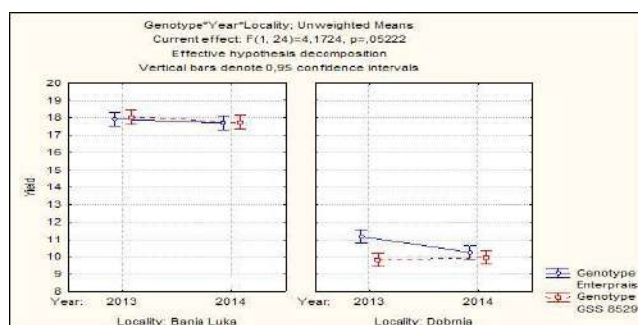 Genotype*Year*Locality; Unweighted Means
Current effect: F(1, 24)=4,1724, p=,05222
Effective hypothesis decomposition
Vertical bars denote 0,95 confidence intervals
20
19
18
17
16
15
14
13
12
11
10
9
8
Yield
Year: 2013 2014
Locality: Banja Luka
Year: 2013 2014
Locality: Dobrnja
Genotype
Enterpraise
Genotype
GSS 8529